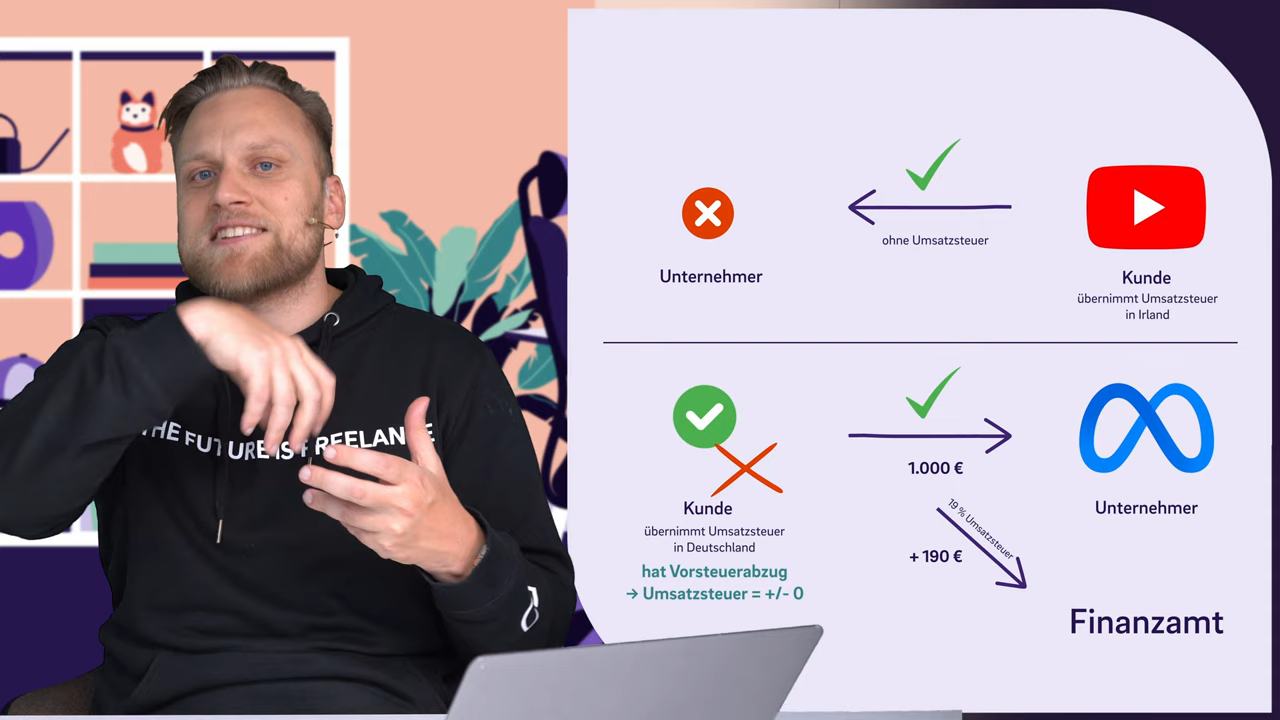 THE FUTURE IS FREELANCE
ohne Umsatzsteuer
Unternehmer
Kunde
übernimmt Umsatzsteuer
in Irland
1.000 €
19 % Umsatzsteuer
+ 190 €
Kunde
übernimmt Umsatzsteuer
in Deutschland
hat Vorsteuerabzug
→ Umsatzsteuer = +/- 0
Unternehmer
Finanzamt